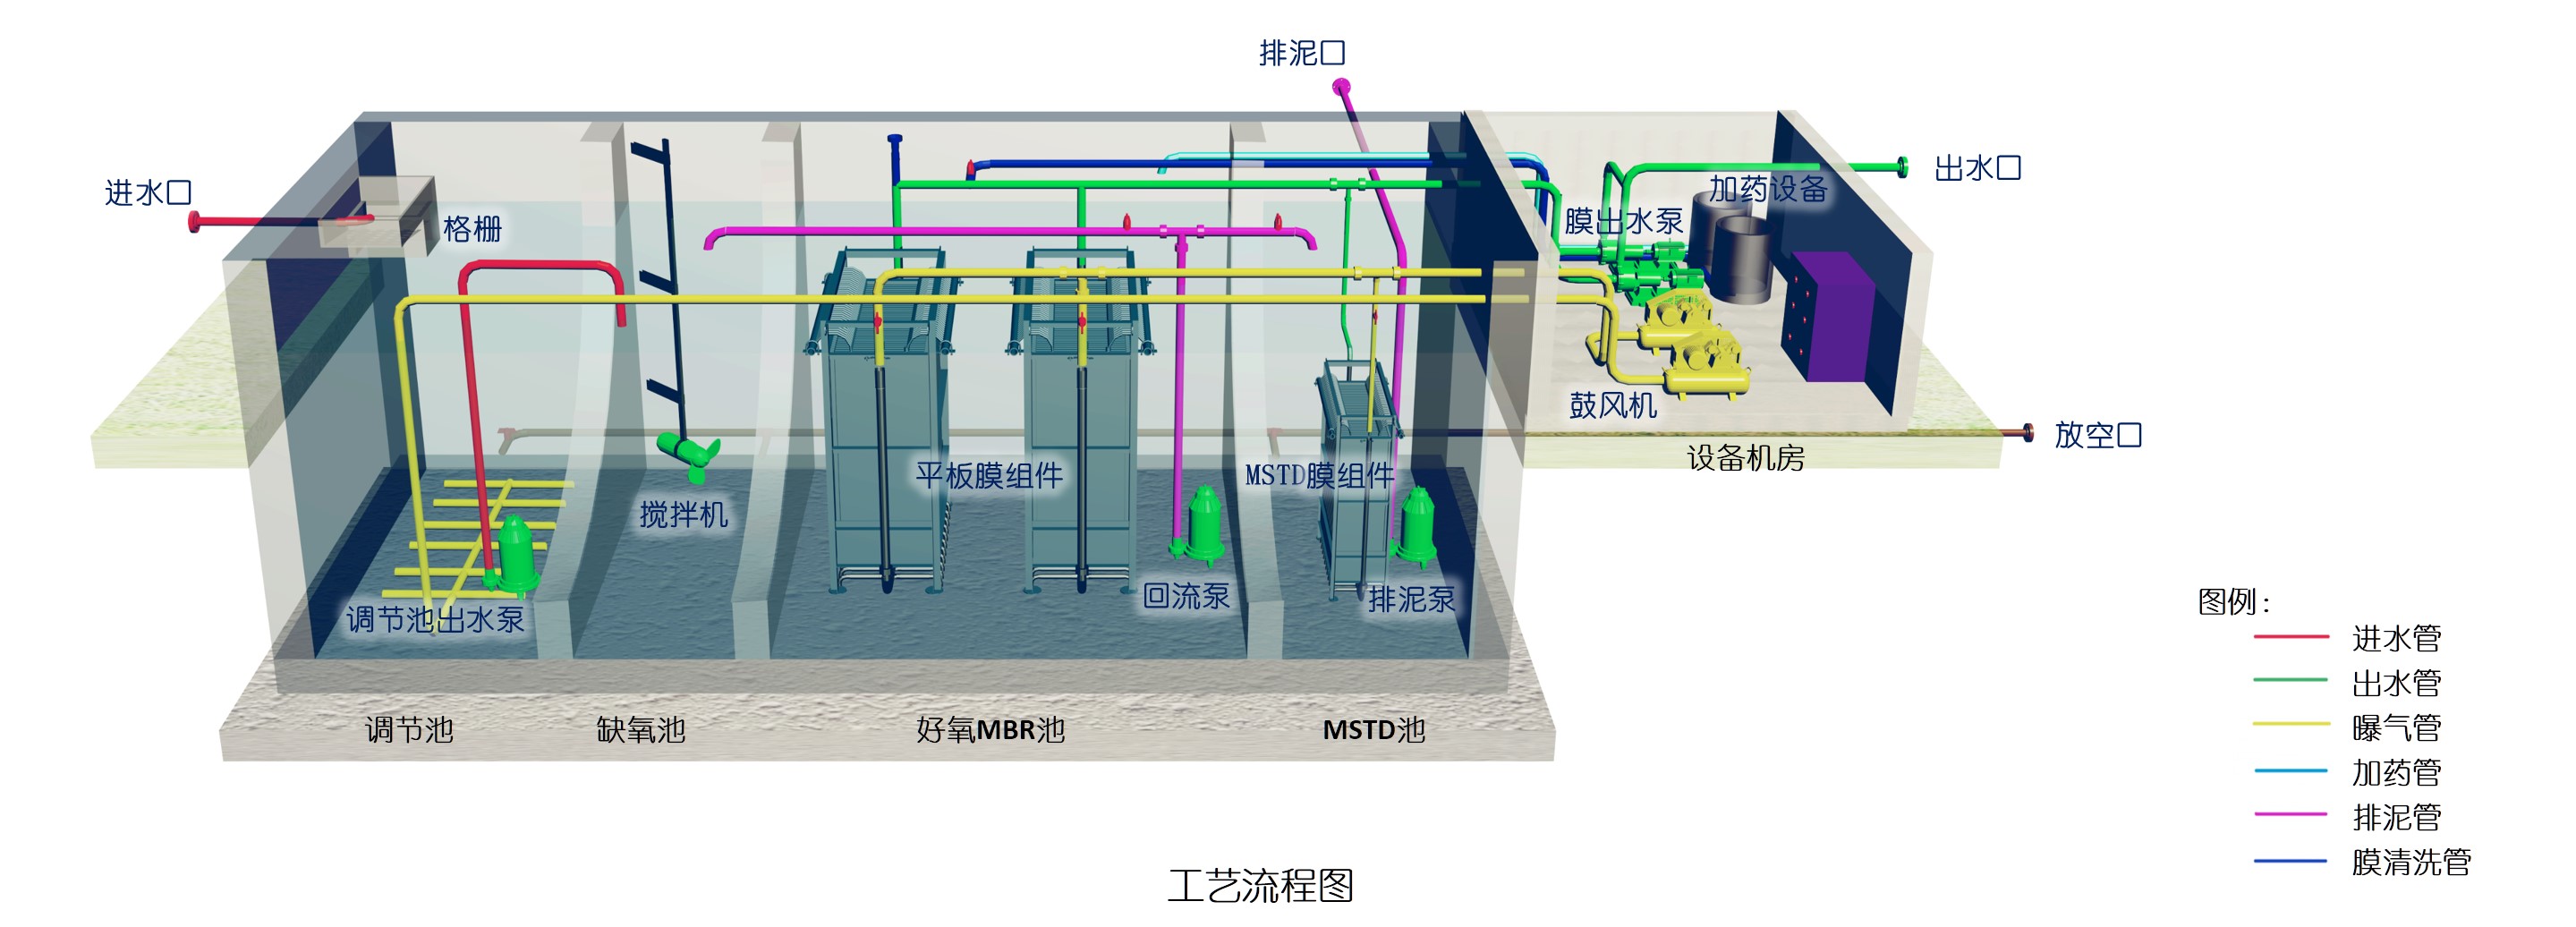 排泥口
进水口
格栅
出水口
加药设备
膜出水泵
鼓风机
放空口
设备机房
平板膜组件
MSTD膜组件
搅拌机
回流泵
排泥泵
调节池出水泵
调节池
缺氧池
好氧MBR池
MSTD池
图例：
进水管
出水管
曝气管
加药管
排泥管
膜清洗管
工艺流程图